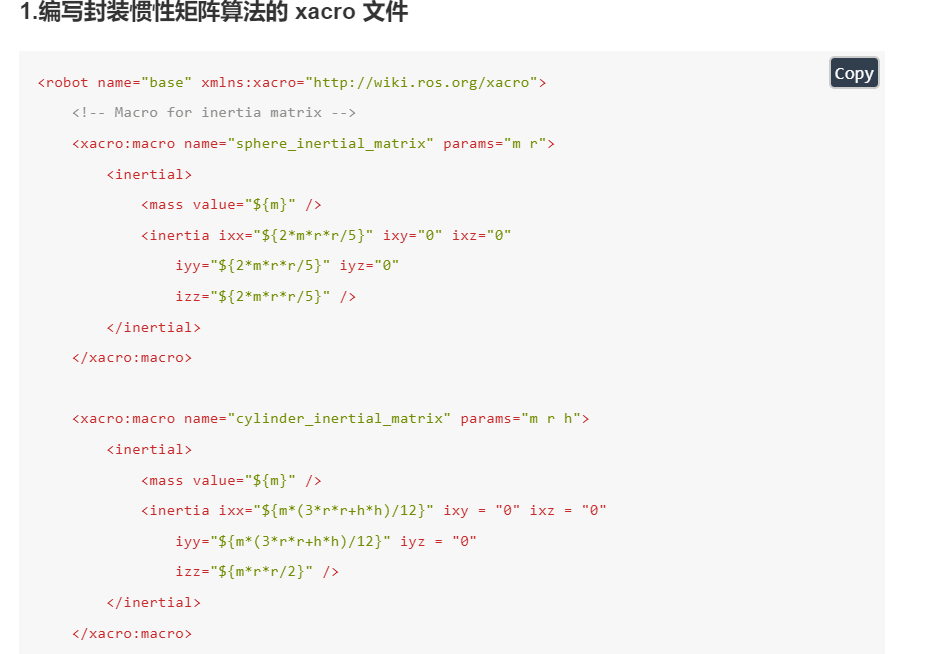 1.编写封装惯性矩阵算法的 xacro 文件
Copy
<robot name="base" xmlns:xacro="http://wiki.ros.org/xacro">
    <!-- Macro for inertia matrix -->
    <xacro:macro name="sphere_inertial_matrix" params="m r">
        <inertial>
            <mass value="${m}" />
            <inertia ixx="${2*m*r*r/5}" ixy="0" ixz="0"
                iyy="${2*m*r*r/5}" iyz="0"
                izz="${2*m*r*r/5}" />
        </inertial>
    </xacro:macro>

    <xacro:macro name="cylinder_inertial_matrix" params="m r h">
        <inertial>
            <mass value="${m}" />
            <inertia ixx="${m*(3*r*r+h*h)/12}" ixy = "0" ixz = "0"
                iyy="${m*(3*r*r+h*h)/12}" iyz = "0"
                izz="${m*r*r/2}" />
        </inertial>
    </xacro:macro>